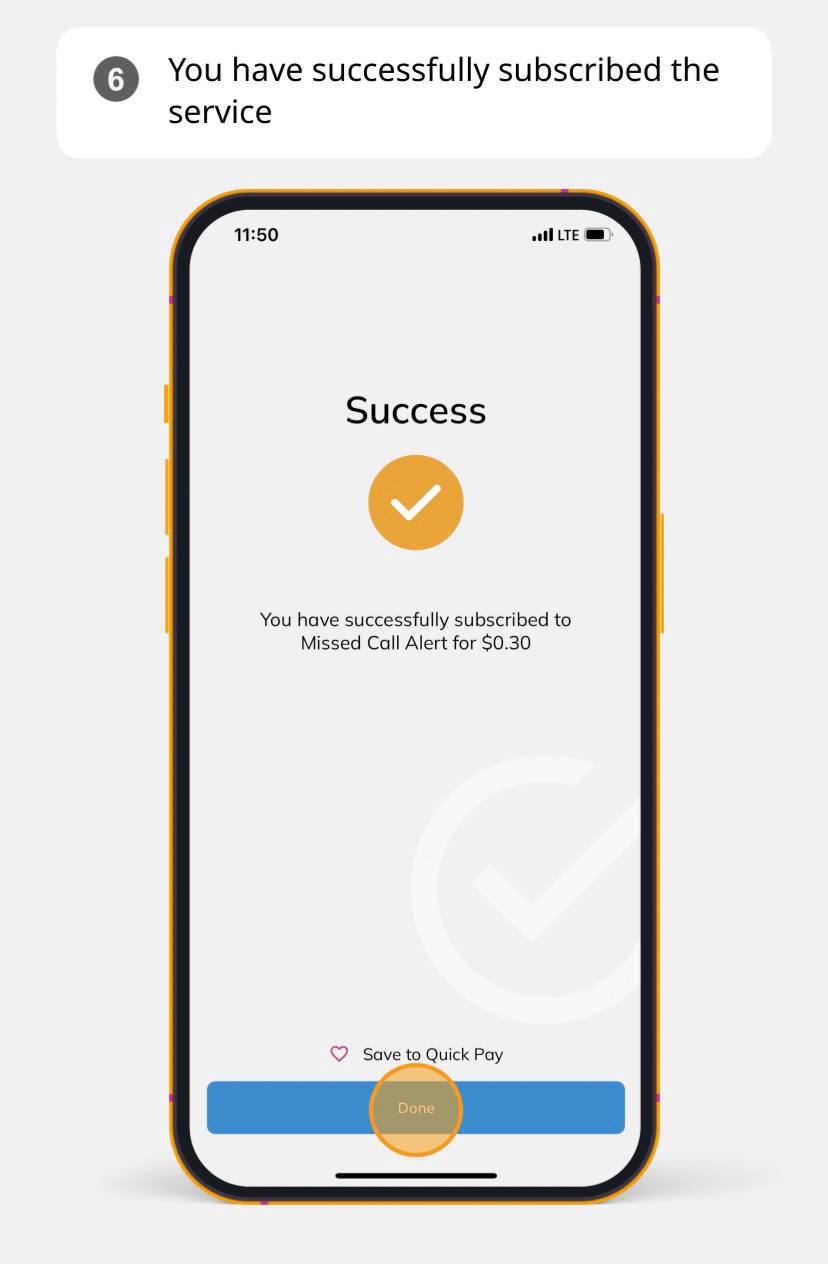 6
You have successfully subscribed the
service
11:50
LTE
Success
You have successfully subscribed to
Missed Call Alert for $0.30
Save to Quick Pay
Done